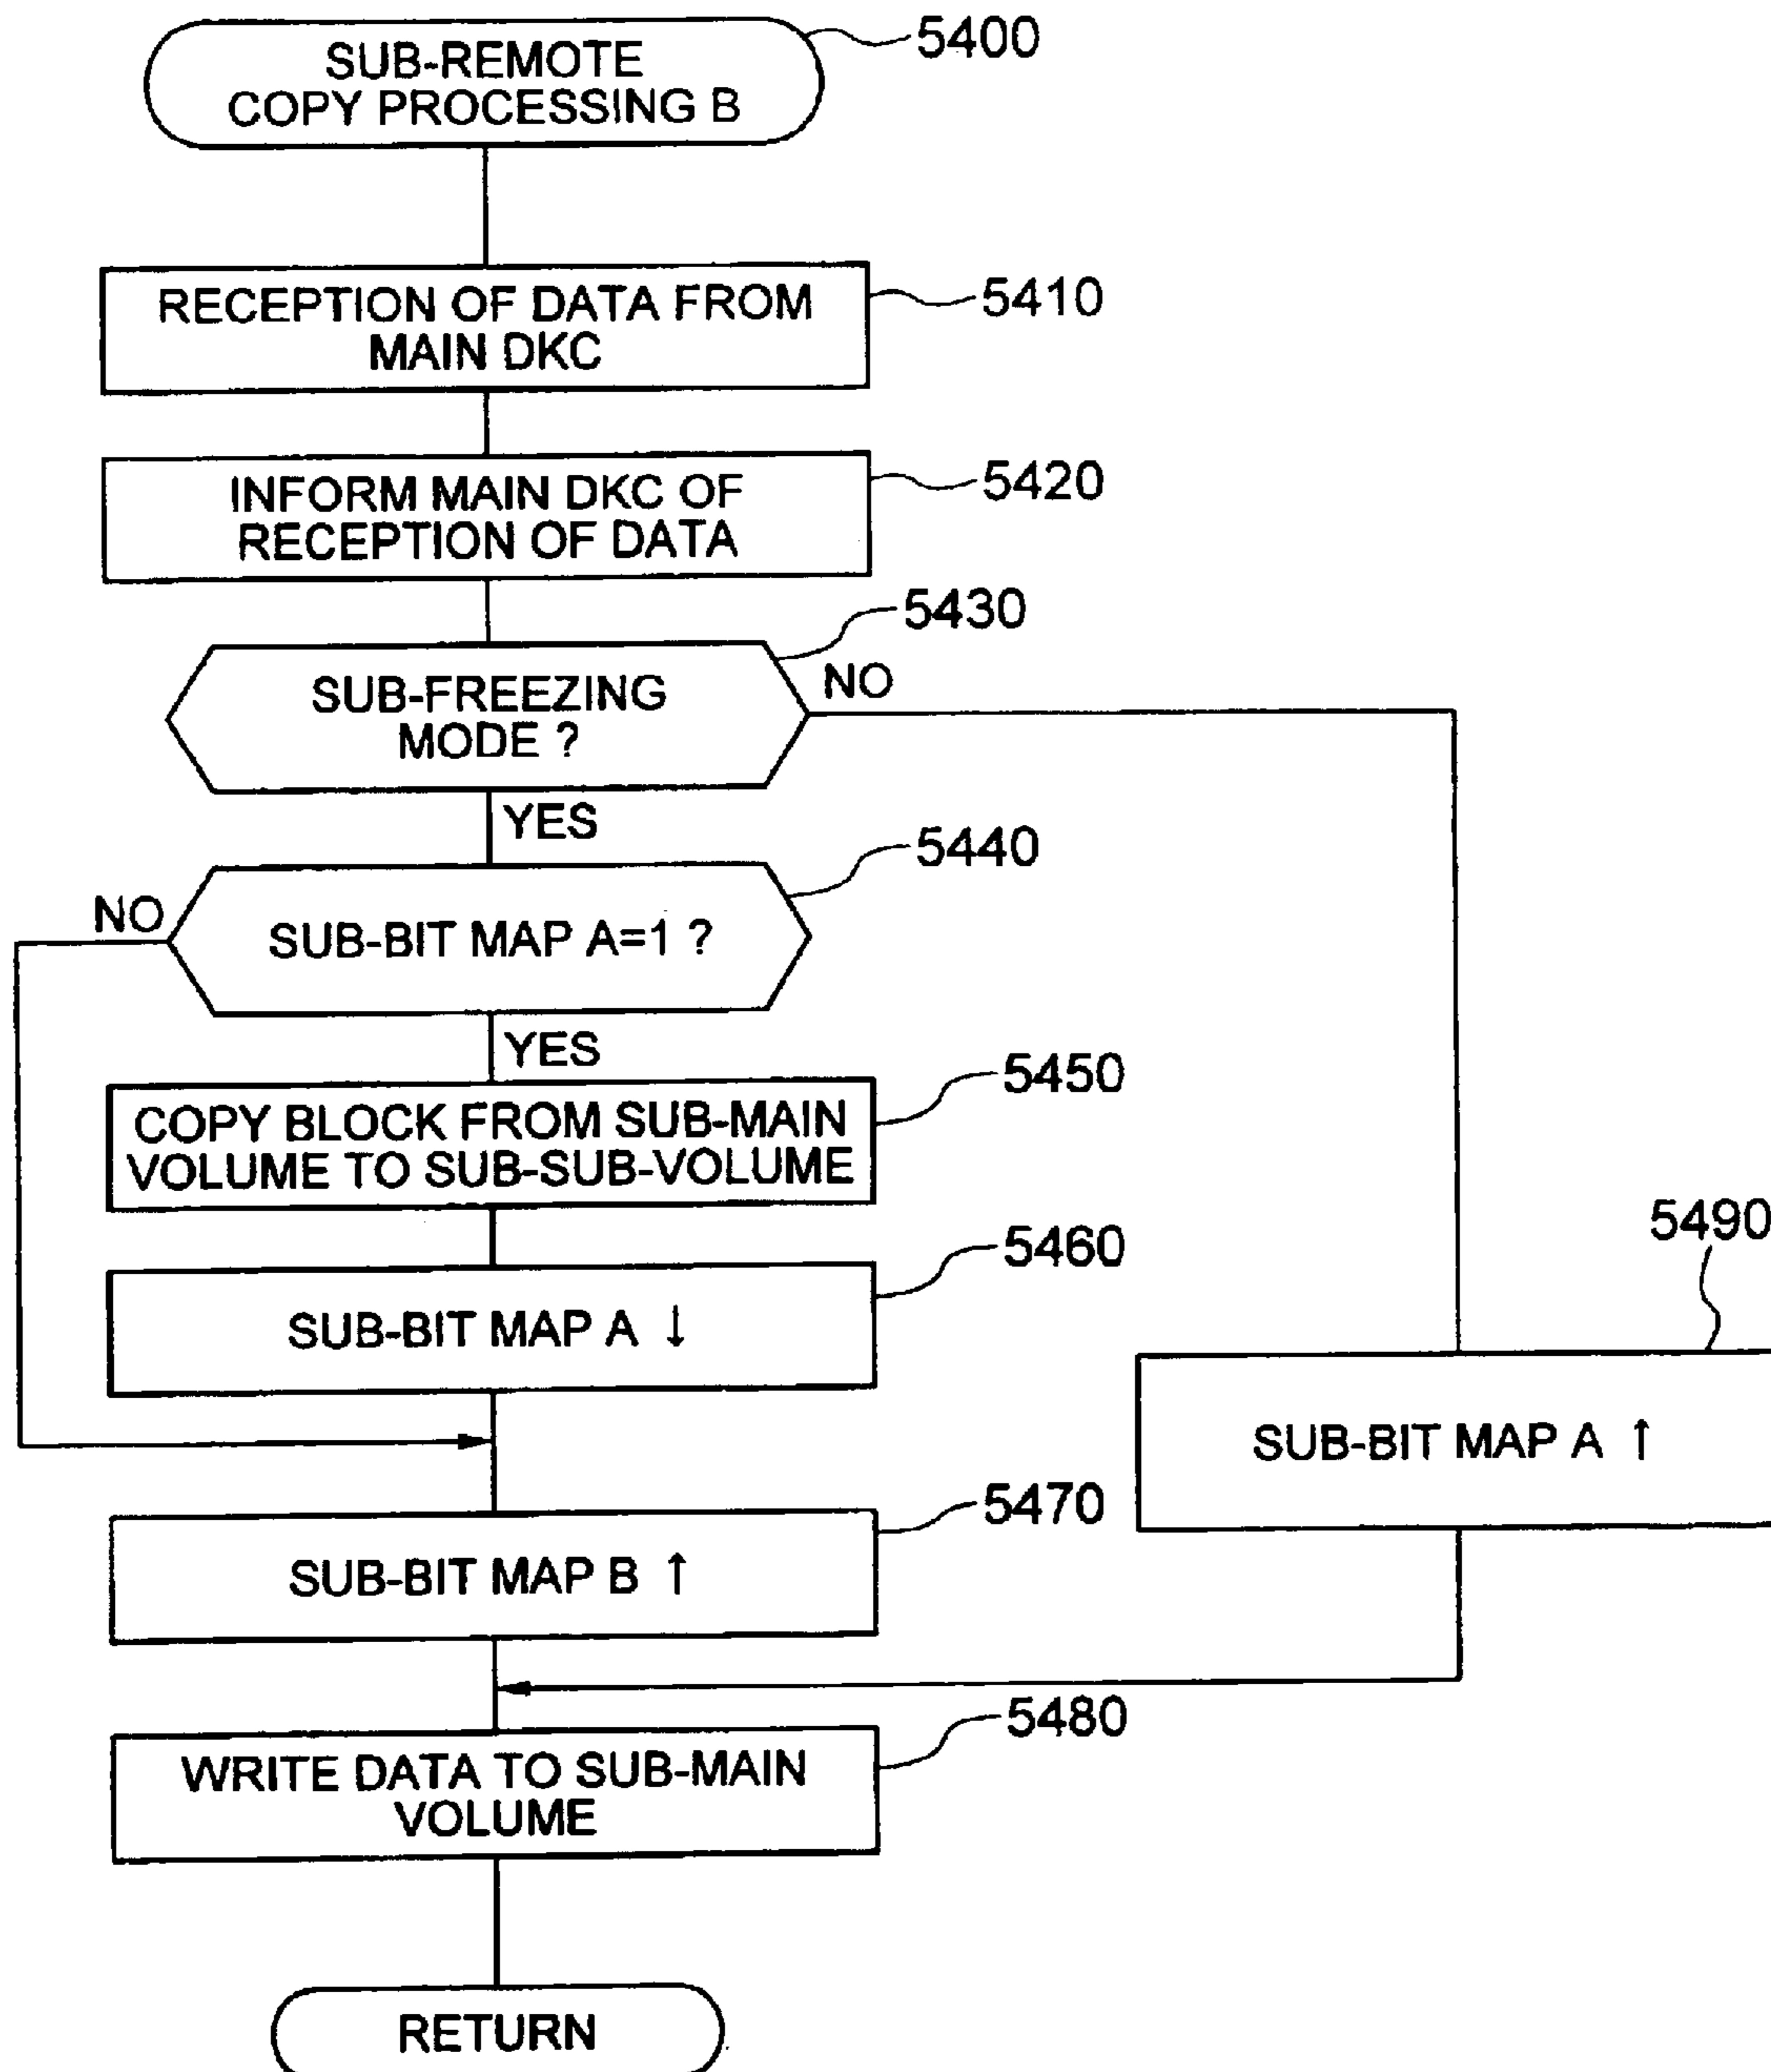 SUB-REMOTE
COPY PROCESSING B
5400
RECEPTION OF DATA FROM
MAIN DKC
5410
INFORM MAIN DKC OF
RECEPTION OF DATA
5420
5430
SUB-FREEZING
MODE ?
NO
YES
5440
NO
SUB-BIT MAP A=1 ?
YES
5450
COPY BLOCK FROM SUB-MAIN
VOLUME TO SUB-SUB-VOLUME
5460
SUB-BIT MAP A ↓
5490
SUB-BIT MAP A ↑
5470
SUB-BIT MAP B ↑
5480
WRITE DATA TO SUB-MAIN
VOLUME
RETURN